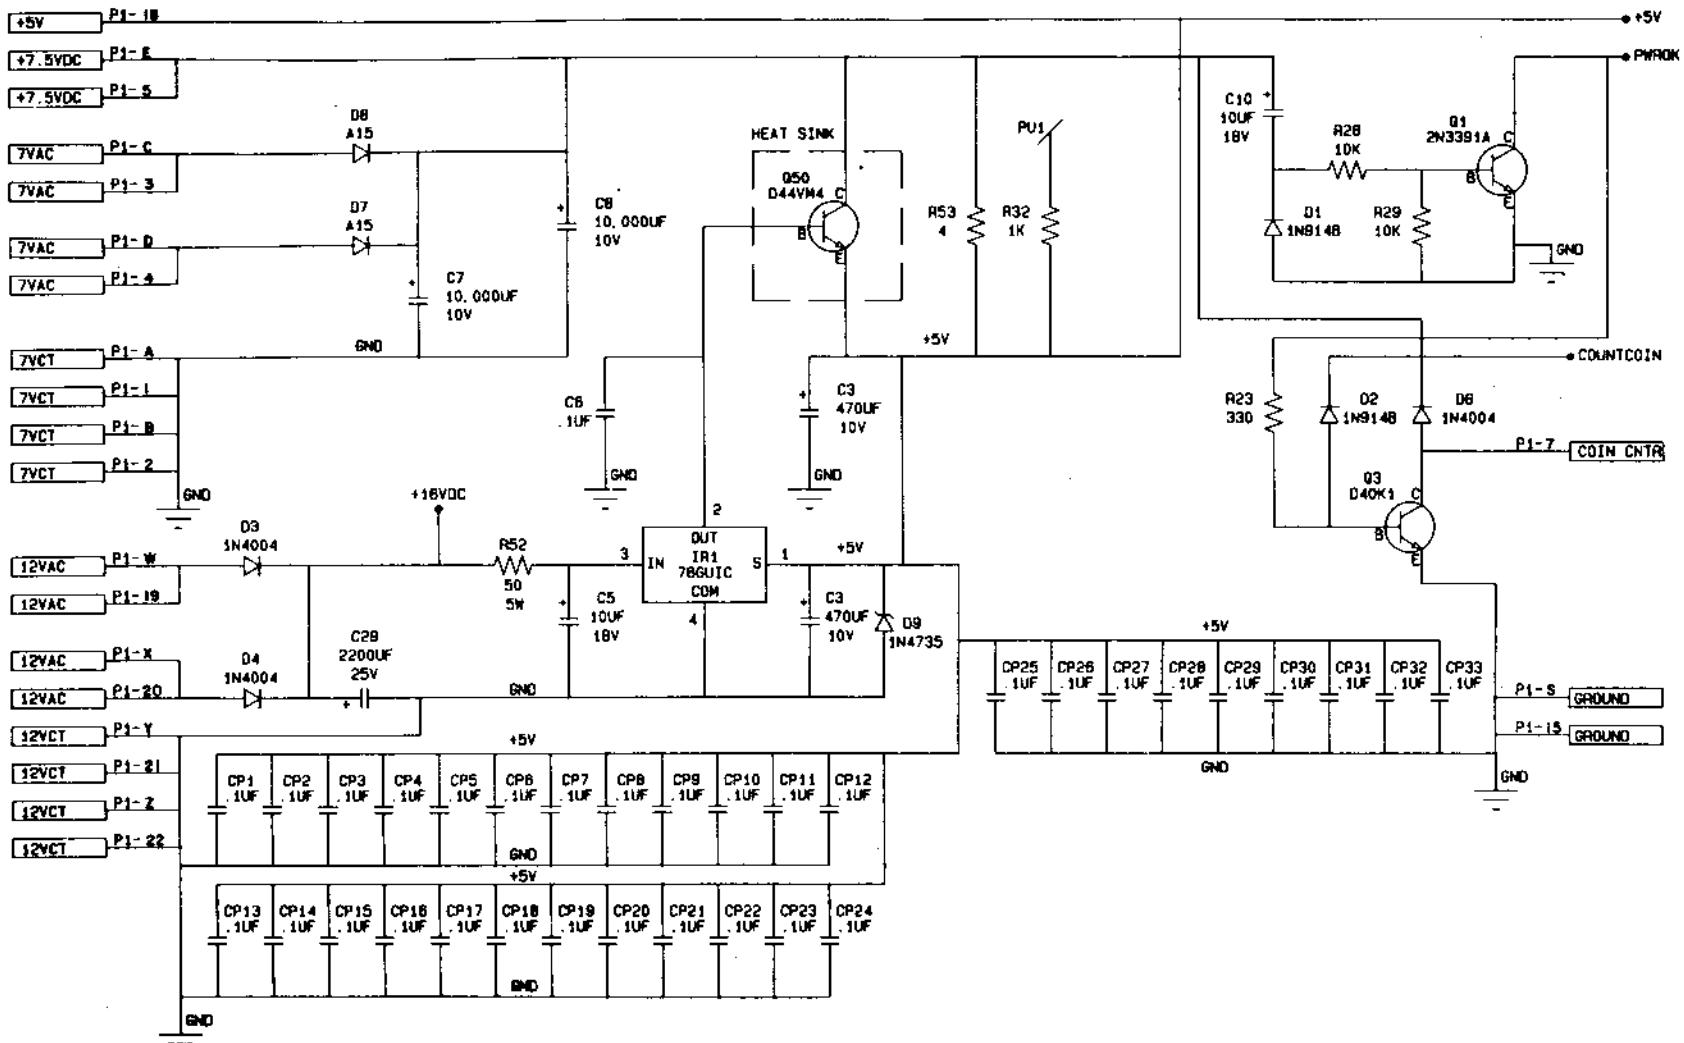 +5V P1-18 +5V
+7.5VDC P1-E PWROK
+7.5VDC P1-5
7VAC P1-C
7VAC P1-3
7VAC P1-D
7VAC P1-4
7VCT P1-A GND
7VCT P1-1
7VCT P1-B
7VCT P1-2
GND
D8
A15
D7
A15
C7
10,000UF
10V
C8
10,000UF
10V
HEAT SINK
Q50
D44VM4
C
B
E
R53
4
R32
1K
PU1
+5V
C10
10UF
18V
R28
10K
Q1
2N3391A
C
B
E
D1
1N914B
R29
10K
GND
COUNTCOIN
R23
330
D2
1N914B
D6
1N4004
P1-7 COIN CNTR
Q3
D40K1
C
B
E
C6
.1UF
GND
C3
470UF
10V
GND
12VAC P1-W
12VAC P1-19
12VAC P1-X
12VAC P1-20
12VCT P1-Y
12VCT P1-21
12VCT P1-Z
12VCT P1-22
D3
1N4004
D4
1N4004
+16VDC
C29
2200UF
25V
R52
50
5W
C5
10UF
18V
GND
2
3 IN OUT S 1
IR1
78GUIC
COM
4
+5V
C3
470UF
10V
D9
1N4735
+5V
CP25 CP26 CP27 CP28 CP29 CP30 CP31 CP32 CP33
.1UF .1UF .1UF .1UF .1UF .1UF .1UF .1UF .1UF
GND
P1-S GROUND
P1-15 GROUND
GND
+5V
CP1 CP2 CP3 CP4 CP5 CP6 CP7 CP8 CP9 CP10 CP11 CP12
.1UF .1UF .1UF .1UF .1UF .1UF .1UF .1UF .1UF .1UF .1UF .1UF
GND
+5V
CP13 CP14 CP15 CP16 CP17 CP18 CP19 CP20 CP21 CP22 CP23 CP24
.1UF .1UF .1UF .1UF .1UF .1UF .1UF .1UF .1UF .1UF .1UF .1UF
GND
GND